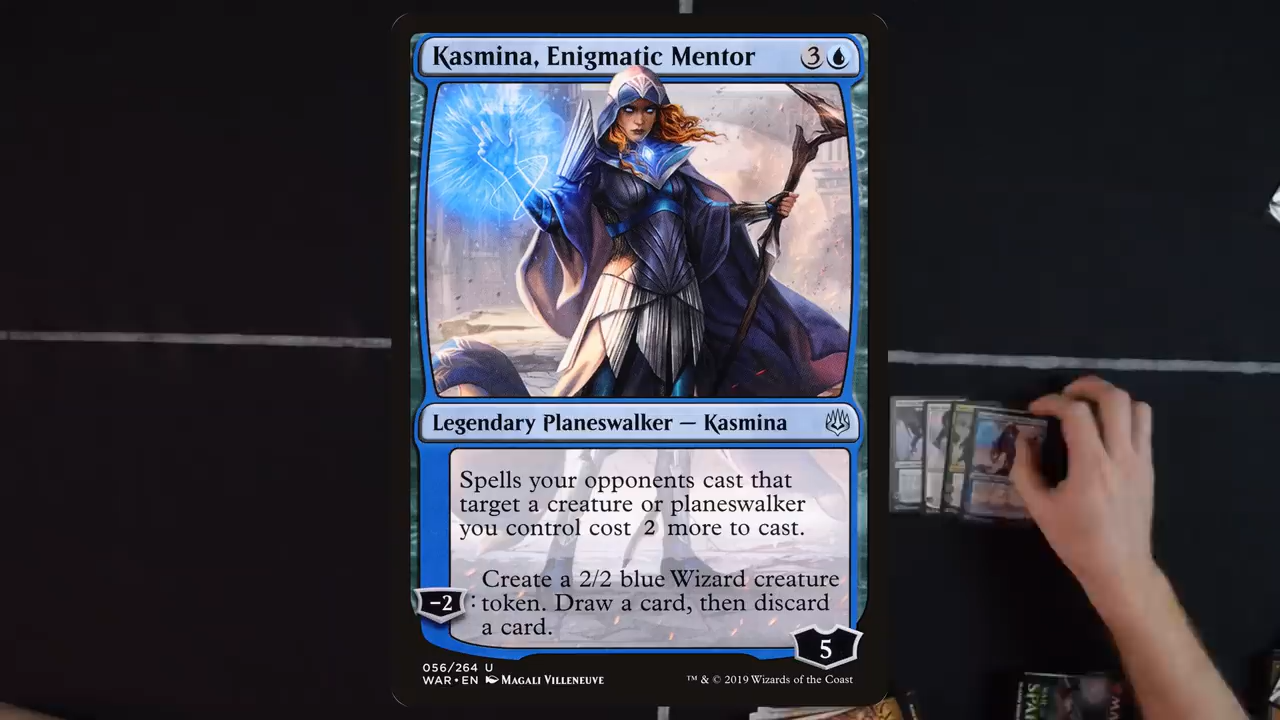 Kasmina, Enigmatic Mentor 3
Legendary Planeswalker — Kasmina
Spells your opponents cast that
target a creature or planeswalker
you control cost 2 more to cast.
−2 : Create a 2/2 blue Wizard creature
token. Draw a card, then discard
a card.
5
056/264 U
WAR • EN Magali Villeneuve
™ & © 2019 Wizards of the Coast